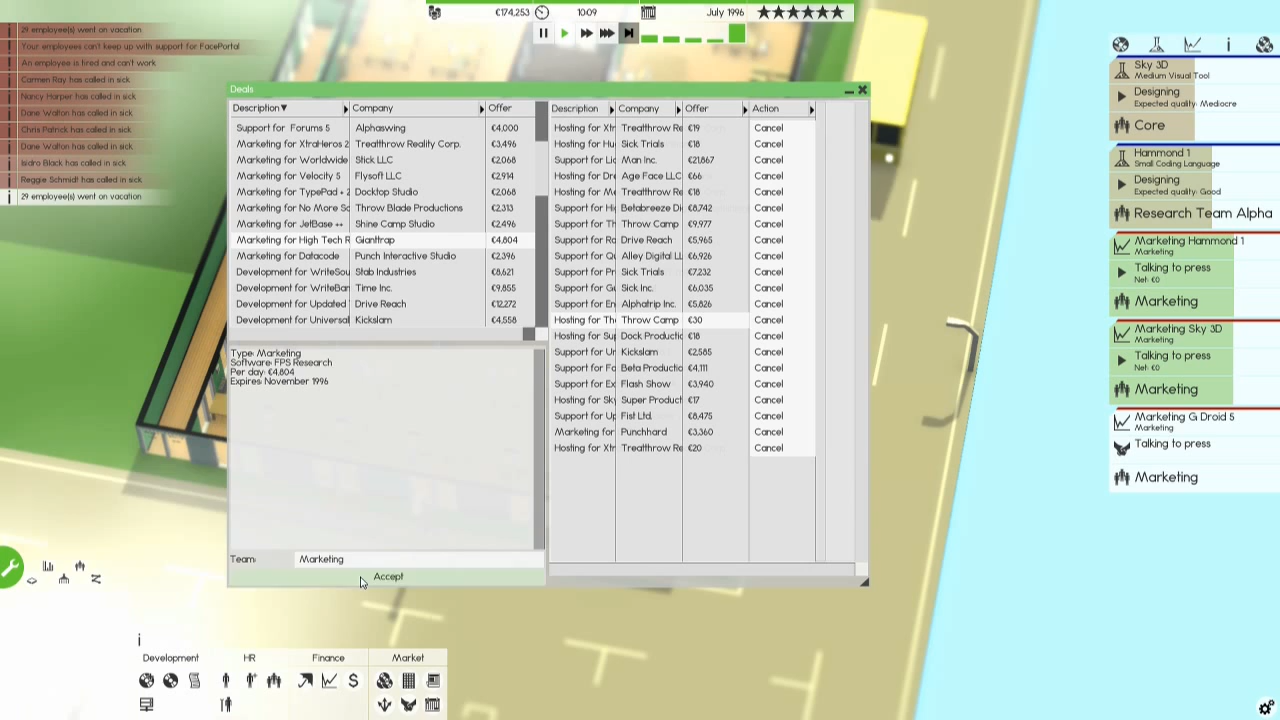 €174,253
10:09
July 1996
29 employee(s) went on vacation
Your employees can't keep up with support for FacePortal
An employee is tired and can't work
Carmen Ray has called in sick
Nancy Harper has called in sick
Dane Walton has called in sick
Chris Patrick has called in sick
Dane Walton has called in sick
Isidro Black has called in sick
Reggie Schmidt has called in sick
29 employee(s) went on vacation
Deals
Description Company Offer
Support for Forums 5 Alphaswing €4,000
Marketing for XtraHeros 2 Treatthrow Reality Corp. €3,496
Marketing for Worldwide Stick LLC €2,068
Marketing for Velocity 5 Flysoft LLC €2,914
Marketing for TypePad + 2 Docktop Studio €2,068
Marketing for No More Sc Throw Blade Productions €2,313
Marketing for JetBase ++ Shine Camp Studio €2,496
Marketing for High Tech R Gianttrap €4,804
Marketing for Datacode Punch Interactive Studio €2,396
Development for WriteSou Stab Industries €8,621
Development for WriteBar Time Inc. €9,855
Development for Updated Drive Reach €12,272
Development for Universal Kickslam €4,558
Type: Marketing
Software: FPS Research
Per day: €4,804
Expires: November 1996
Team: Marketing
Accept
Description Company Offer Action
Hosting for Xtr Treatthrow Re €19 Cancel
Hosting for Hu Sick Trials €18 Cancel
Support for Lic Man Inc. €21,867 Cancel
Hosting for Dre Age Face LLC €66 Cancel
Hosting for Me Treatthrow Re €18 Cancel
Support for Hi Betabreeze Di €8,742 Cancel
Support for Th Throw Camp €9,977 Cancel
Support for Ro Drive Reach €5,965 Cancel
Support for Qu Alley Digital LL €6,926 Cancel
Support for Pr Sick Trials €7,232 Cancel
Support for Ge Sick Inc. €6,035 Cancel
Support for En Alphatrip Inc. €5,826 Cancel
Hosting for The Throw Camp €30 Cancel
Hosting for Sup Dock Productic €18 Cancel
Support for Ur Kickslam €2,585 Cancel
Support for Fo Beta Productic €4,111 Cancel
Support for Ex Flash Show €3,940 Cancel
Hosting for Sky Super Product €17 Cancel
Support for Up Fist Ltd. €8,475 Cancel
Marketing for Punchhard €3,360 Cancel
Hosting for Xtr Treatthrow Re €20 Cancel
Sky 3D
Medium Visual Tool
Designing
Expected quality: Mediocre
Core
Hammond 1
Small Coding Language
Designing
Expected quality: Good
Research Team Alpha
Marketing Hammond 1
Marketing
Talking to press
Net: €0
Marketing
Marketing Sky 3D
Marketing
Talking to press
Net: €0
Marketing
Marketing G Droid 5
Marketing
Talking to press
Marketing
Development HR Finance Market